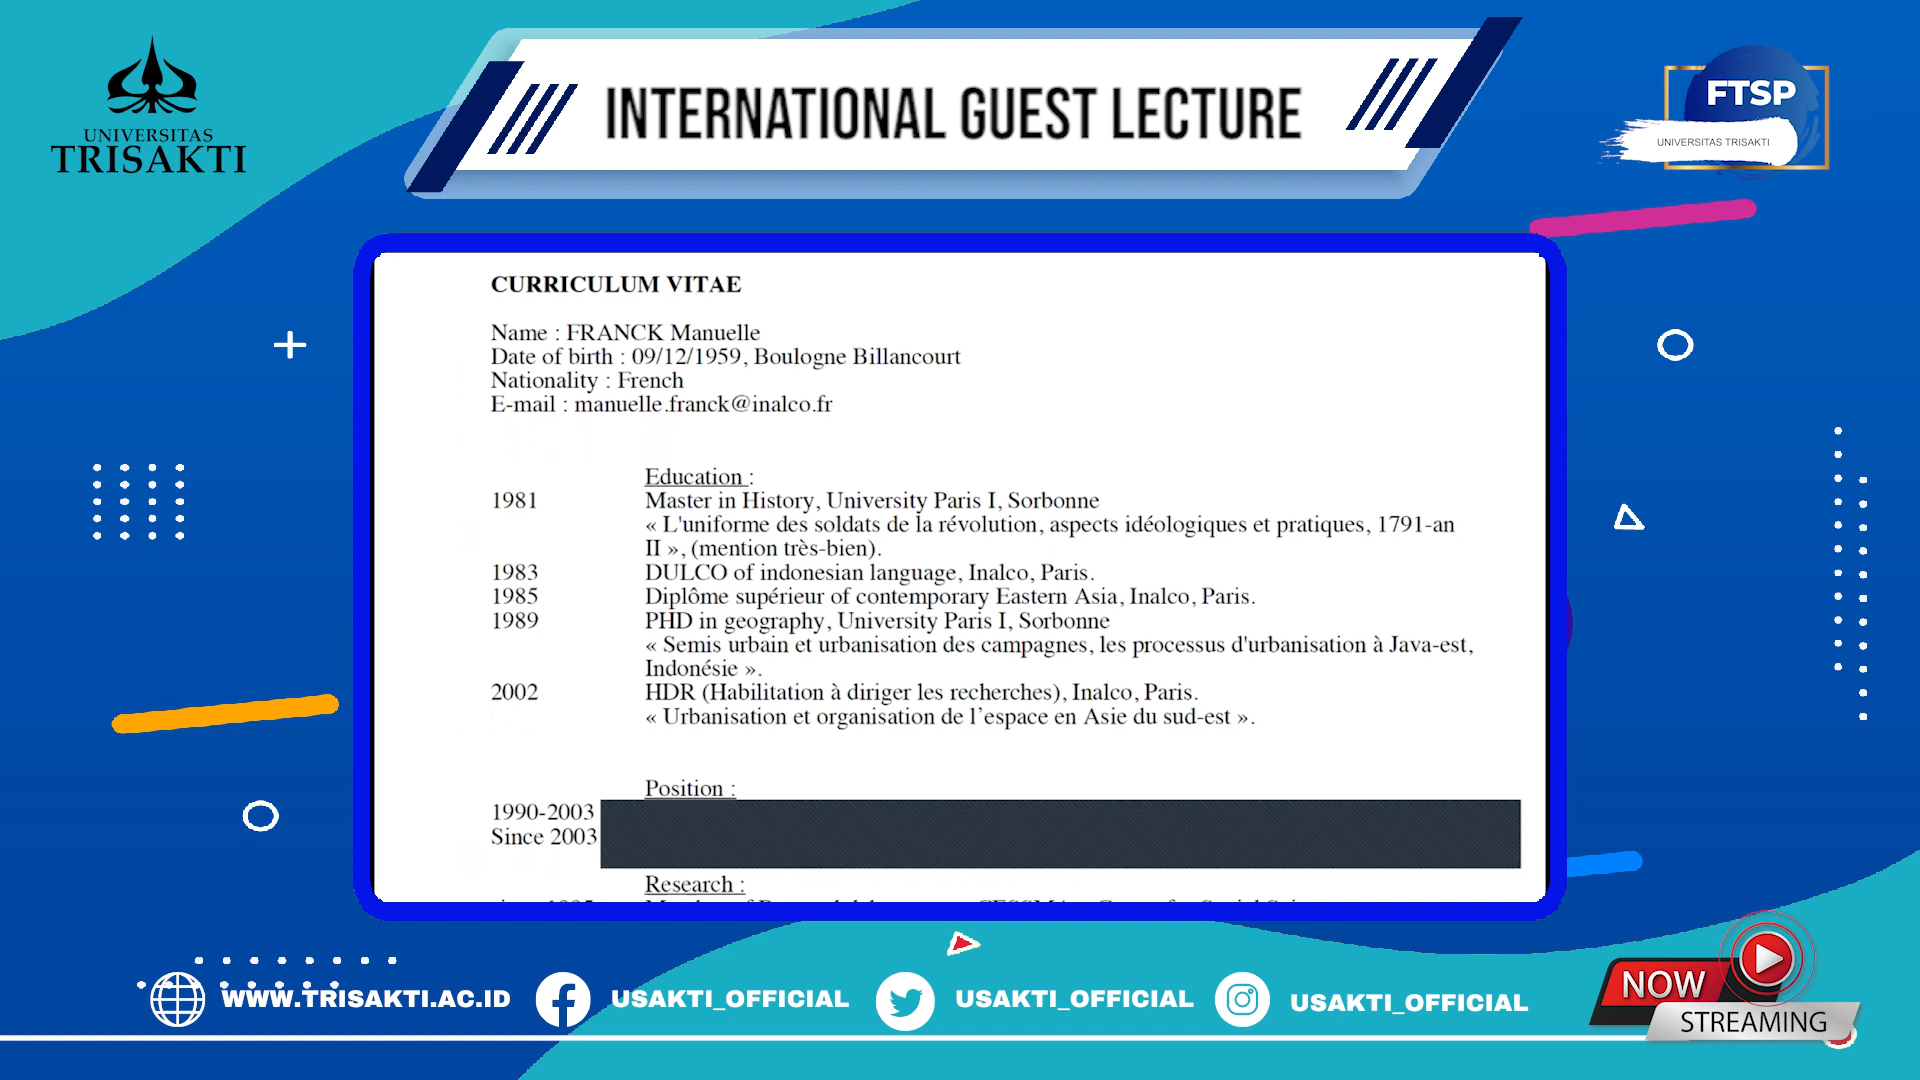 UNIVERSITAS
TRISAKTI
INTERNATIONAL GUEST LECTURE
FTSP
UNIVERSITAS TRISAKTI
CURRICULUM VITAE
Name : FRANCK Manuelle
Date of birth : 09/12/1959, Boulogne Billancourt
Nationality : French
E-mail : manuelle.franck@inalco.fr
Education :
1981 Master in History, University Paris I, Sorbonne
« L'uniforme des soldats de la révolution, aspects idéologiques et pratiques, 1791-an
II », (mention très-bien).
1983 DULCO of indonesian language, Inalco, Paris.
1985 Diplôme supérieur of contemporary Eastern Asia, Inalco, Paris.
1989 PHD in geography, University Paris I, Sorbonne
« Semis urbain et urbanisation des campagnes, les processus d'urbanisation à Java-est,
Indonésie ».
2002 HDR (Habilitation à diriger les recherches), Inalco, Paris.
« Urbanisation et organisation de l’espace en Asie du sud-est ».
Position :
1990-2003
Since 2003
Research :
WWW.TRISAKTI.AC.ID
USAKTI_OFFICIAL
USAKTI_OFFICIAL
USAKTI_OFFICIAL
NOW
STREAMING